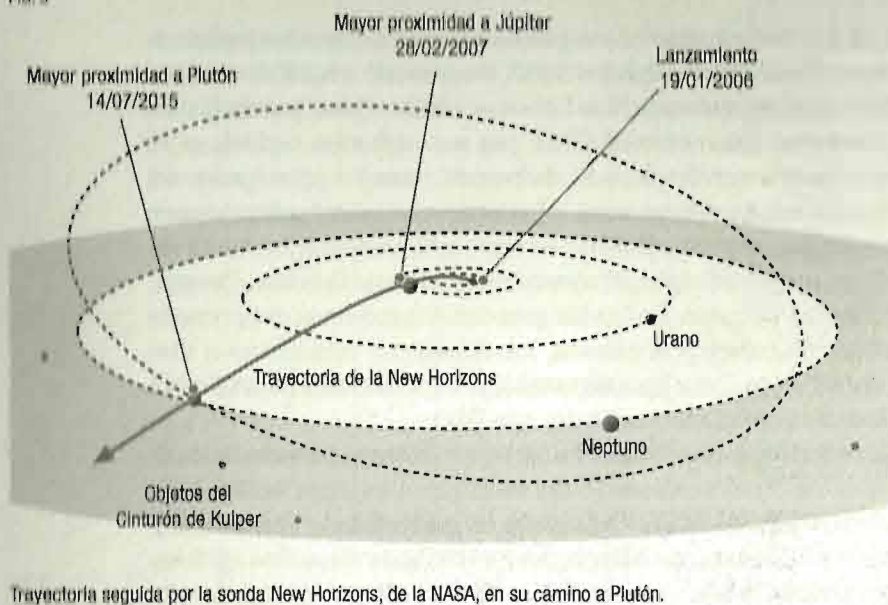 Mayor proximidad a Júpiter
28/02/2007
Lanzamiento
19/01/2006
Mayor proximidad a Plutón
14/07/2015
Urano
Trayectoria de la New Horizons
Neptuno
Objetos del
Cinturón de Kuiper
Trayectoria seguida por la sonda New Horizons, de la NASA, en su camino a Plutón.